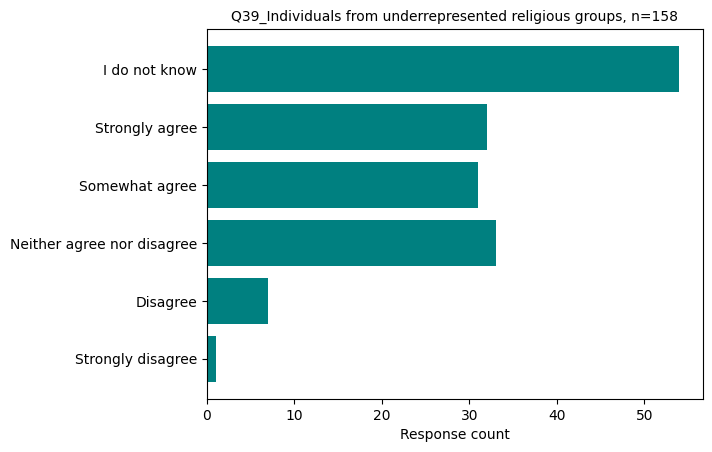 Q39_Individuals from underrepresented religious groups, n=158
I do not know
Strongly agree
Somewhat agree
Neither agree nor disagree
Disagree
Strongly disagree
0 10 20 30 40 50
Response count